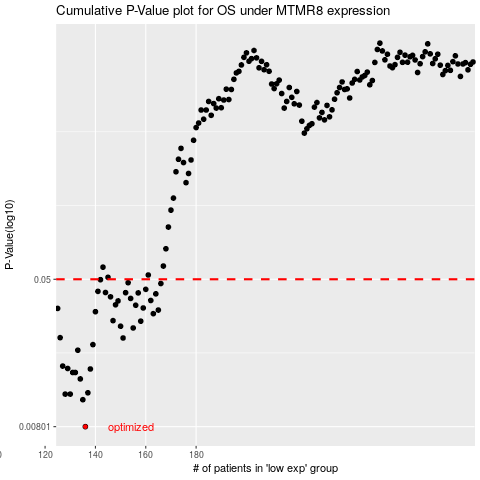 Cumulative P-Value plot for OS under MTMR8 expression
P-Value(log10)
0.05
0.00801
optimized
0 120 140 160 180
# of patients in 'low exp' group